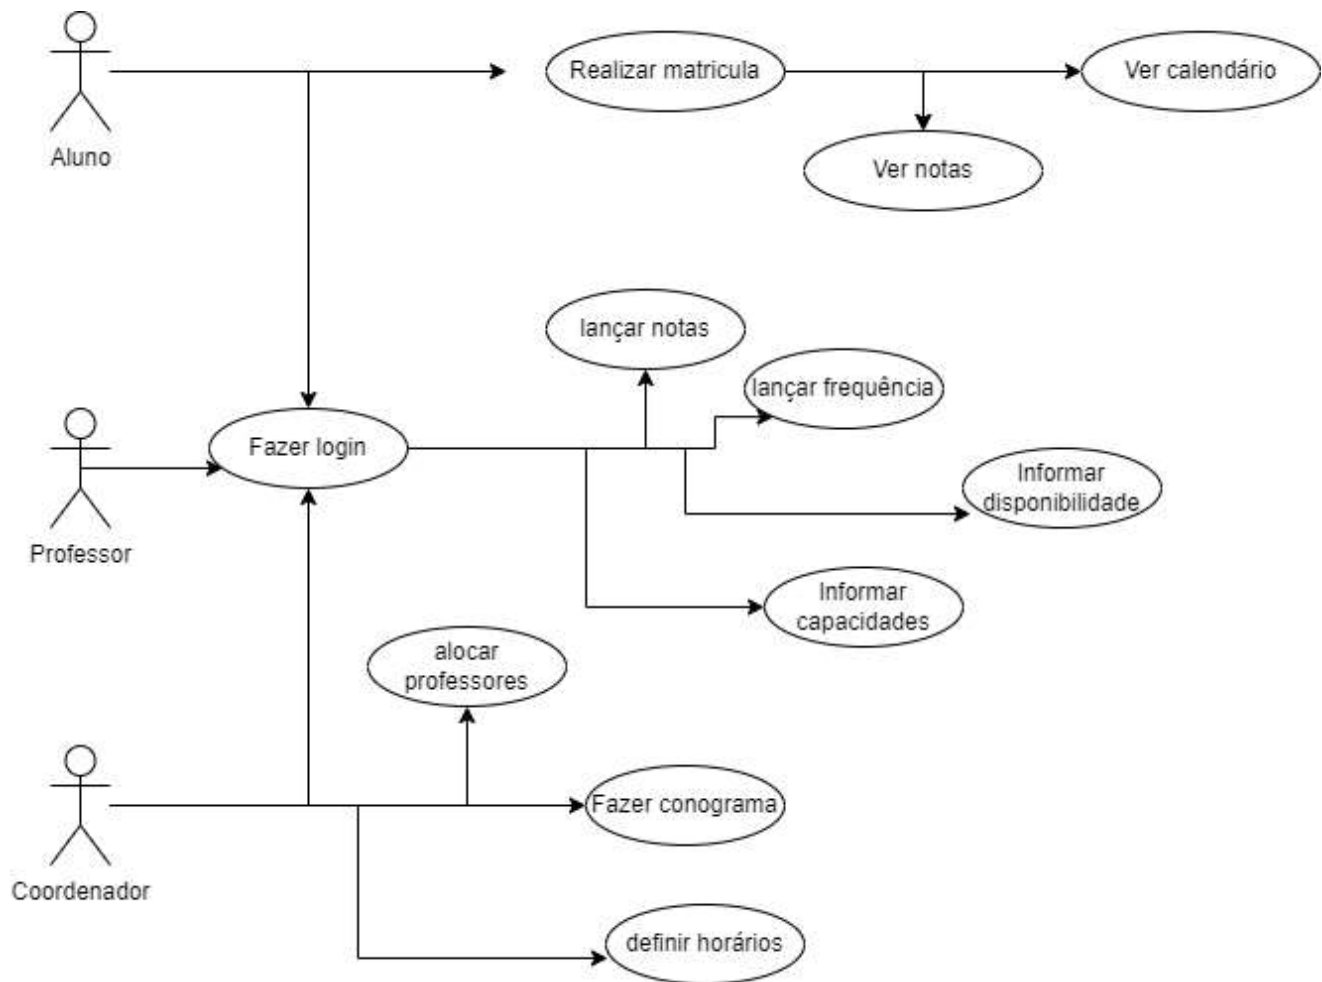 Realizar matricula
Ver calendário
Aluno
Ver notas
lançar notas
lançar frequência
Fazer login
Informar
disponibilidade
Professor
Informar
capacidades
alocar
professores
Fazer conograma
Coordenador
definir horários